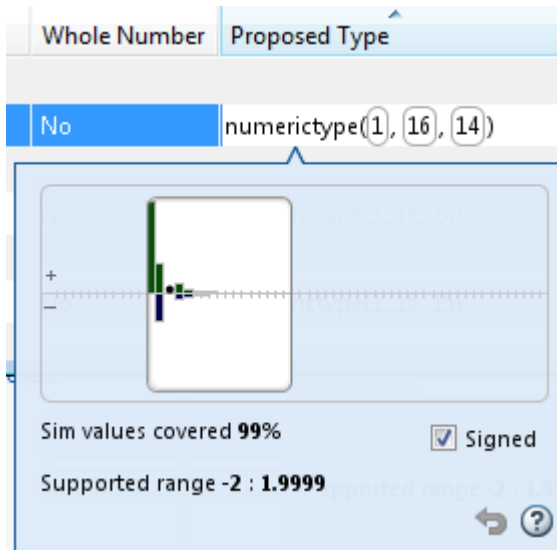 Whole Number Proposed Type
No numerictype(1, 16, 14)
+
−
Sim values covered 99% Signed
Supported range -2 : 1.9999
?